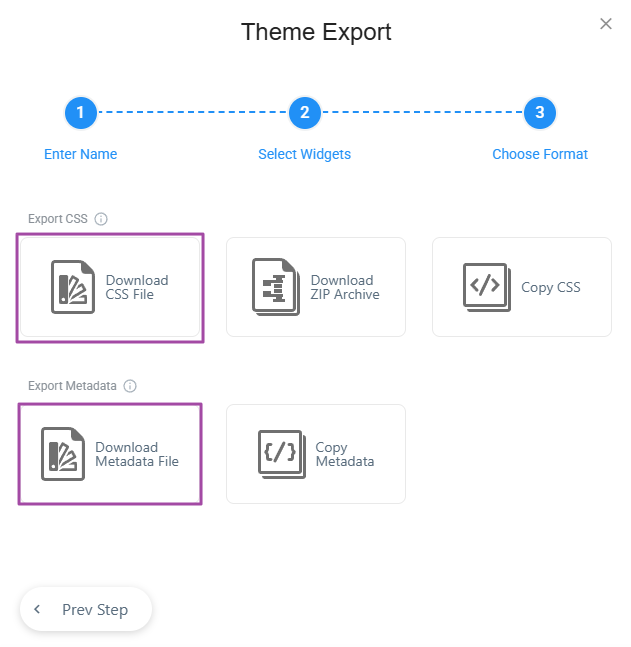 Theme Export
1
2
3
Enter Name
Select Widgets
Choose Format
Export CSS
Download
CSS File
Download
ZIP Archive
Copy CSS
Export Metadata
Download
Metadata File
Copy
Metadata
Prev Step